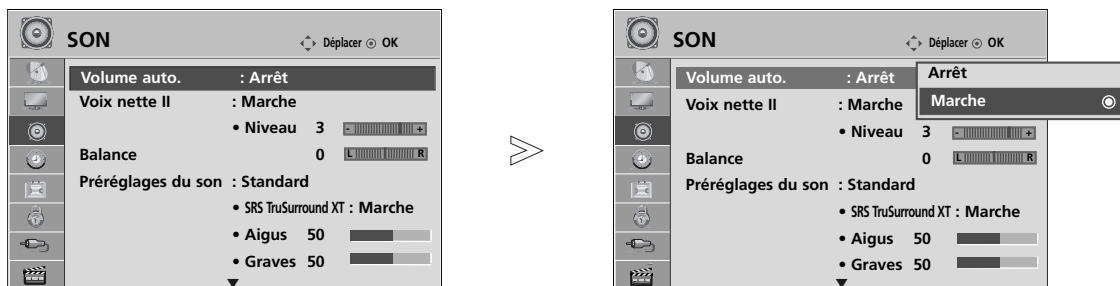 SON
Déplacer OK
Volume auto. : Arrêt
Voix nette II : Marche
• Niveau 3 - +
Balance 0 L R
Préréglages du son : Standard
• SRS TruSurround XT : Marche
• Aigus 50
• Graves 50
SON
Déplacer OK
Volume auto. : Arrêt
Arrêt
Marche
Voix nette II : Marche
• Niveau 3 - +
Balance 0 L R
Préréglages du son : Standard
• SRS TruSurround XT : Marche
• Aigus 50
• Graves 50